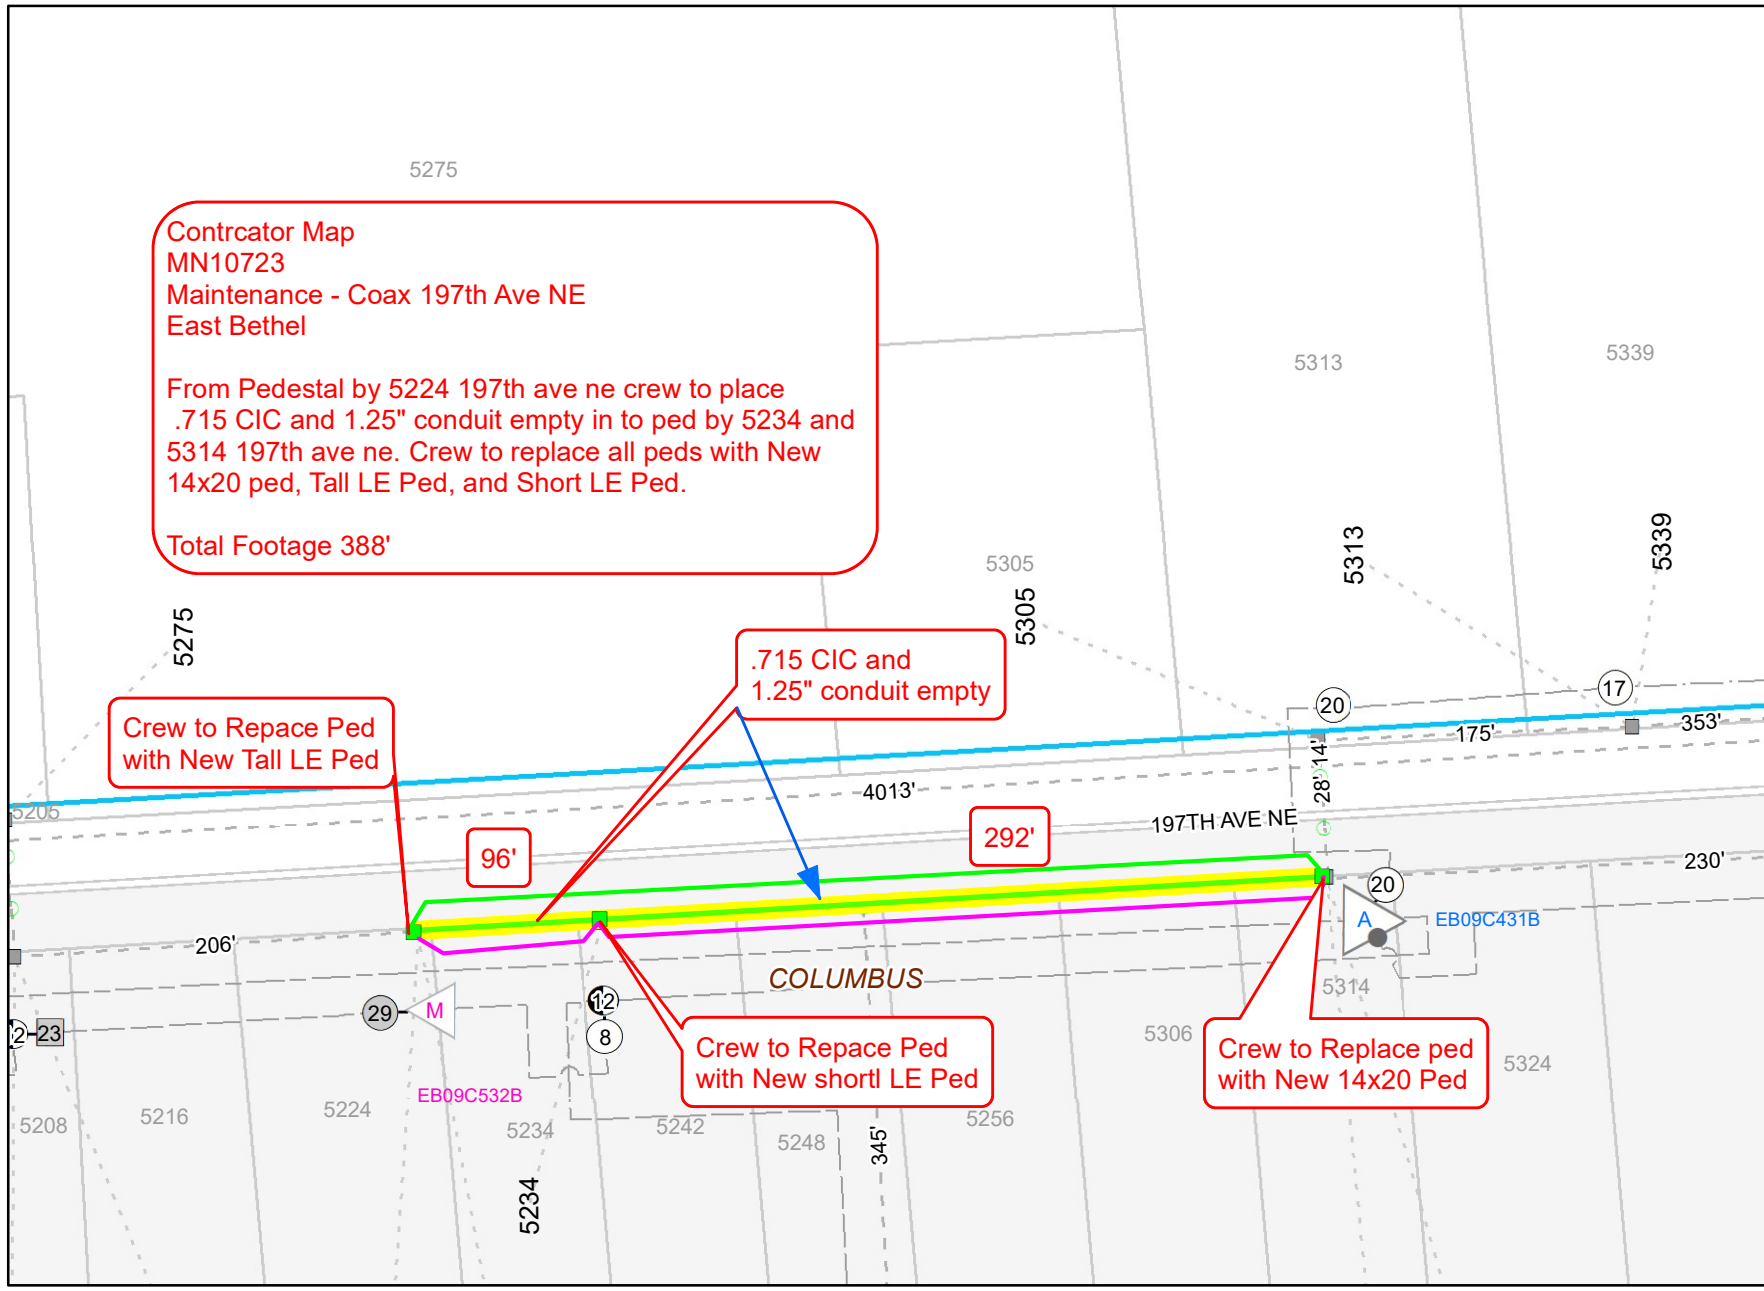 5275
Contrcator Map
MN10723
Maintenance - Coax 197th Ave NE
East Bethel
From Pedestal by 5224 197th ave ne crew to place
.715 CIC and 1.25" conduit empty in to ped by 5234 and
5314 197th ave ne. Crew to replace all peds with New
14x20 ped, Tall LE Ped, and Short LE Ped.
Total Footage 388'
5313
5339
5305
5275
5305
5313
5339
.715 CIC and
1.25" conduit empty
Crew to Repace Ped
with New Tall LE Ped
20
17
175'
353'
14'
28'
5205
4013'
197TH AVE NE
96'
292'
206'
230'
20
A
EB09C431B
COLUMBUS
5314
29
M
12
8
2
23
Crew to Repace Ped
with New shortl LE Ped
5306
Crew to Replace ped
with New 14x20 Ped
5324
EB09C532B
5208
5216
5224
5234
5242
5248
5256
345'
5234